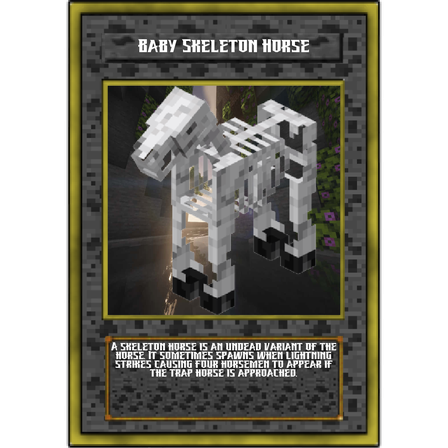 BABY SKELETON HORSE
A SKELETON HORSE IS AN UNDEAD VARIANT OF THE
HORSE. IT SOMETIMES SPAWNS WHEN LIGHTNING
STRIKES CAUSING FOUR HORSEMEN TO APPEAR IF
THE TRAP HORSE IS APPROACHED.